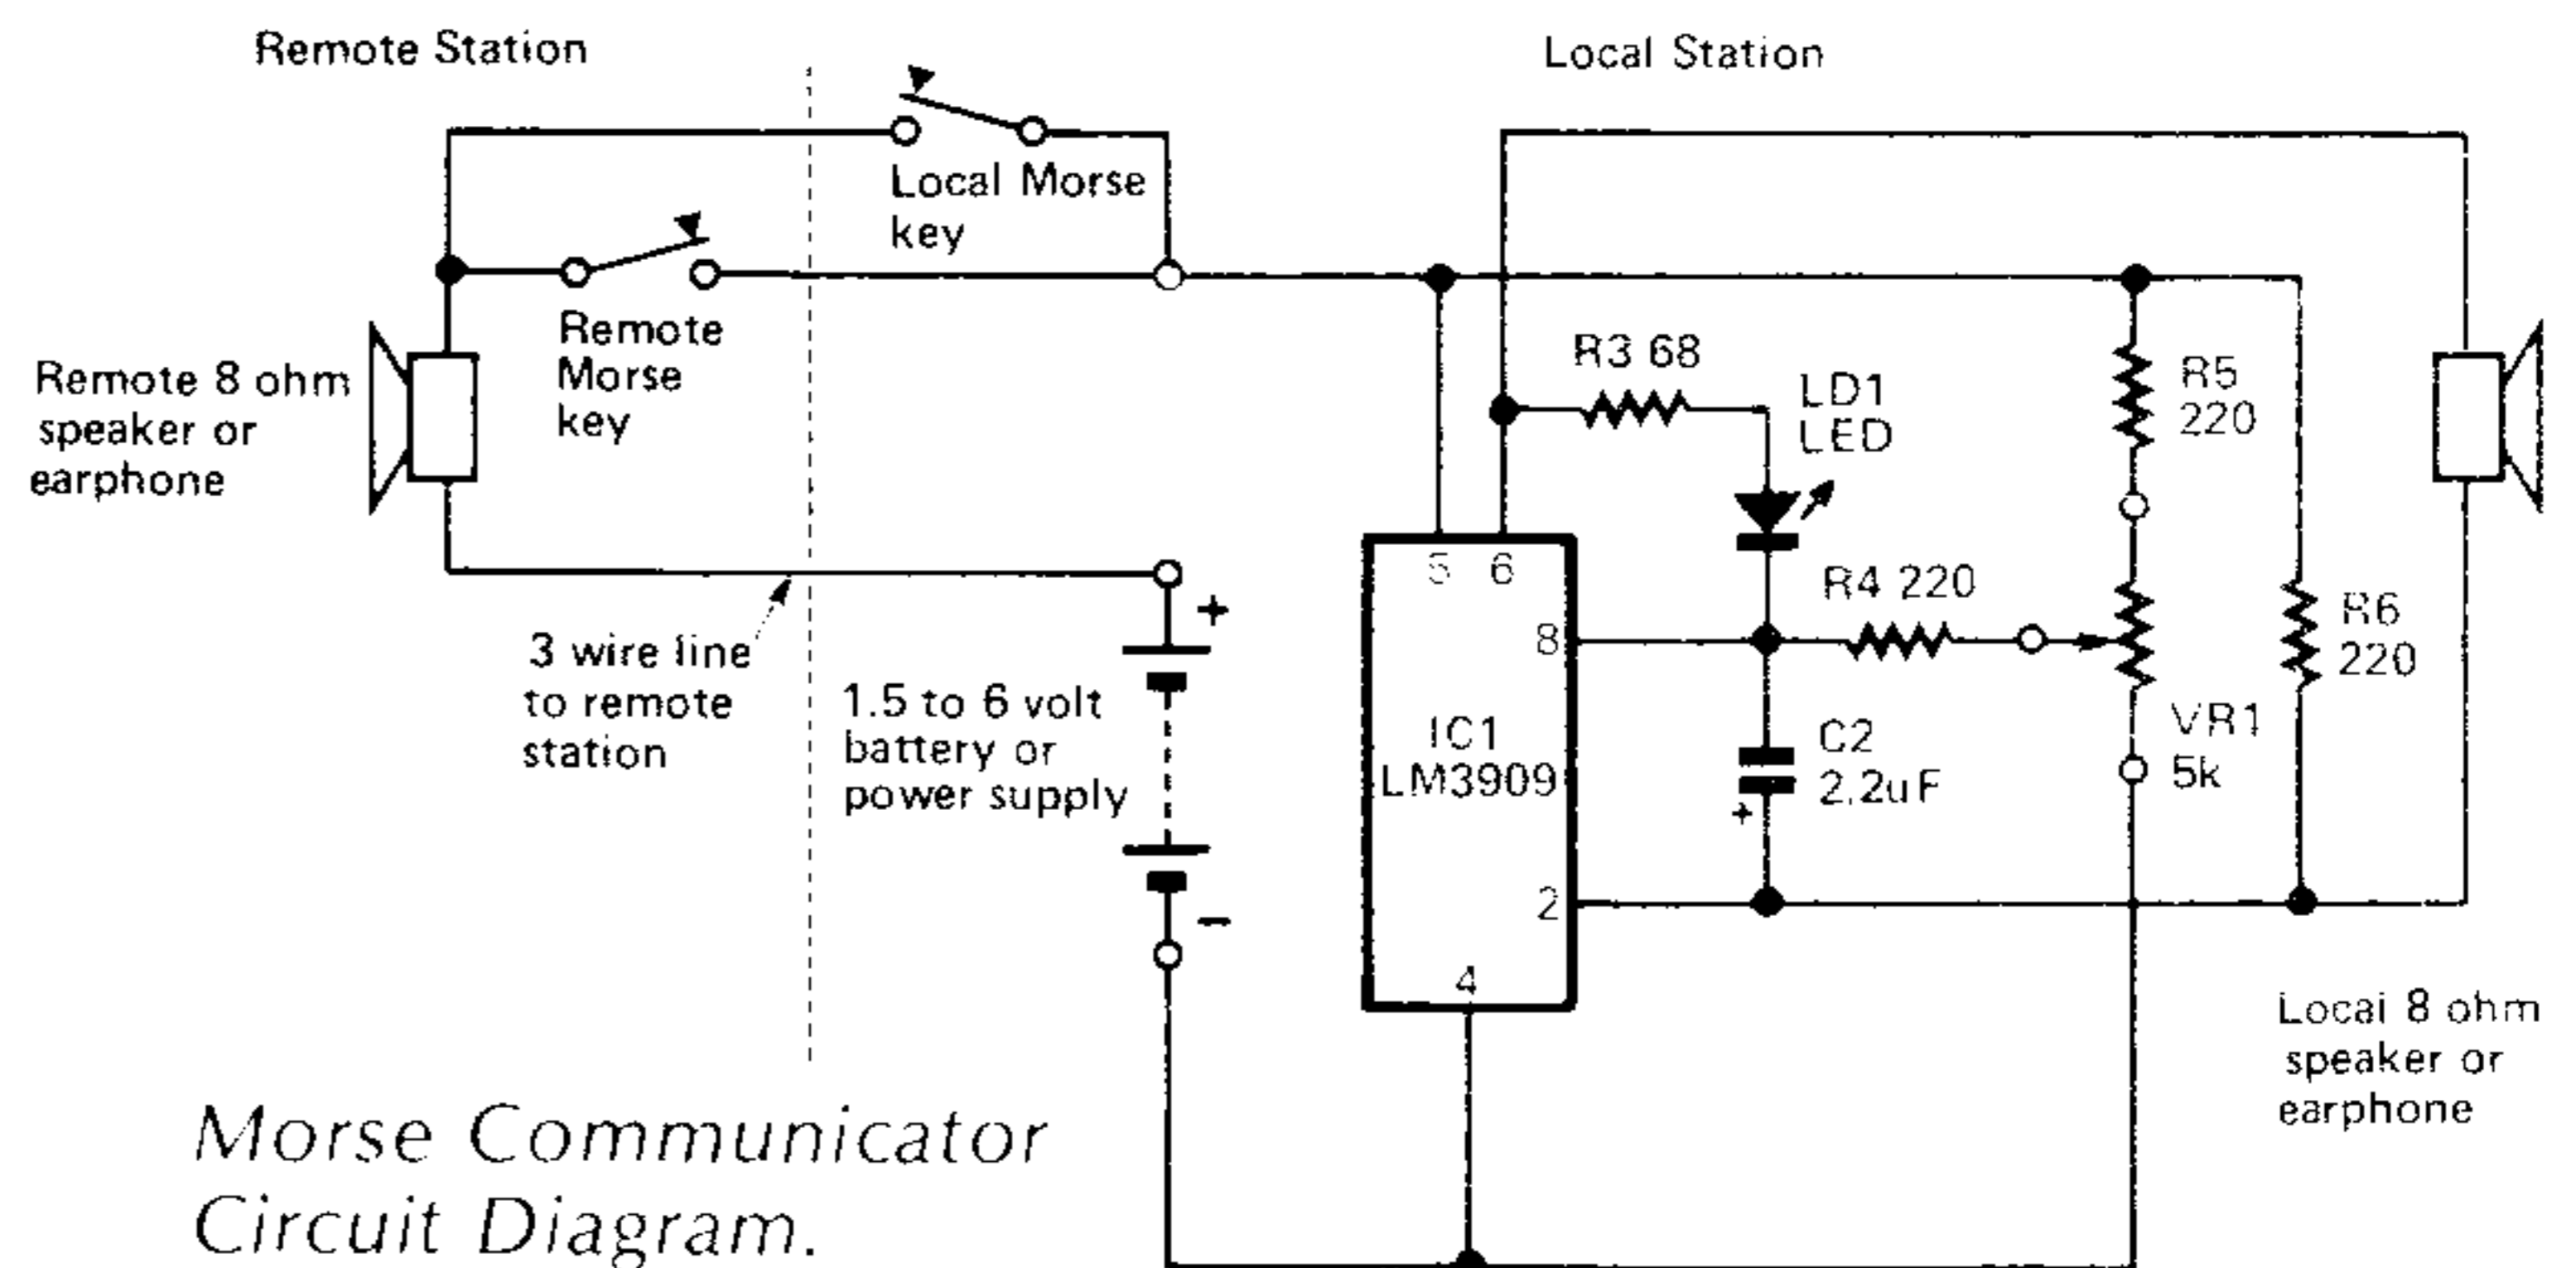 Remote Station
Local Station
Local Morse
key
Remote
Morse
key
Remote 8 ohm
speaker or
earphone
3 wire line
to remote
station
1.5 to 6 volt
battery or
power supply
+
−
R3 68
LD1
LED
R5
220
5
6
8
2
4
IC1
LM3909
R4 220
C2
2.2uF
+
VR1
5k
R6
220
Local 8 ohm
speaker or
earphone
Morse Communicator
Circuit Diagram.